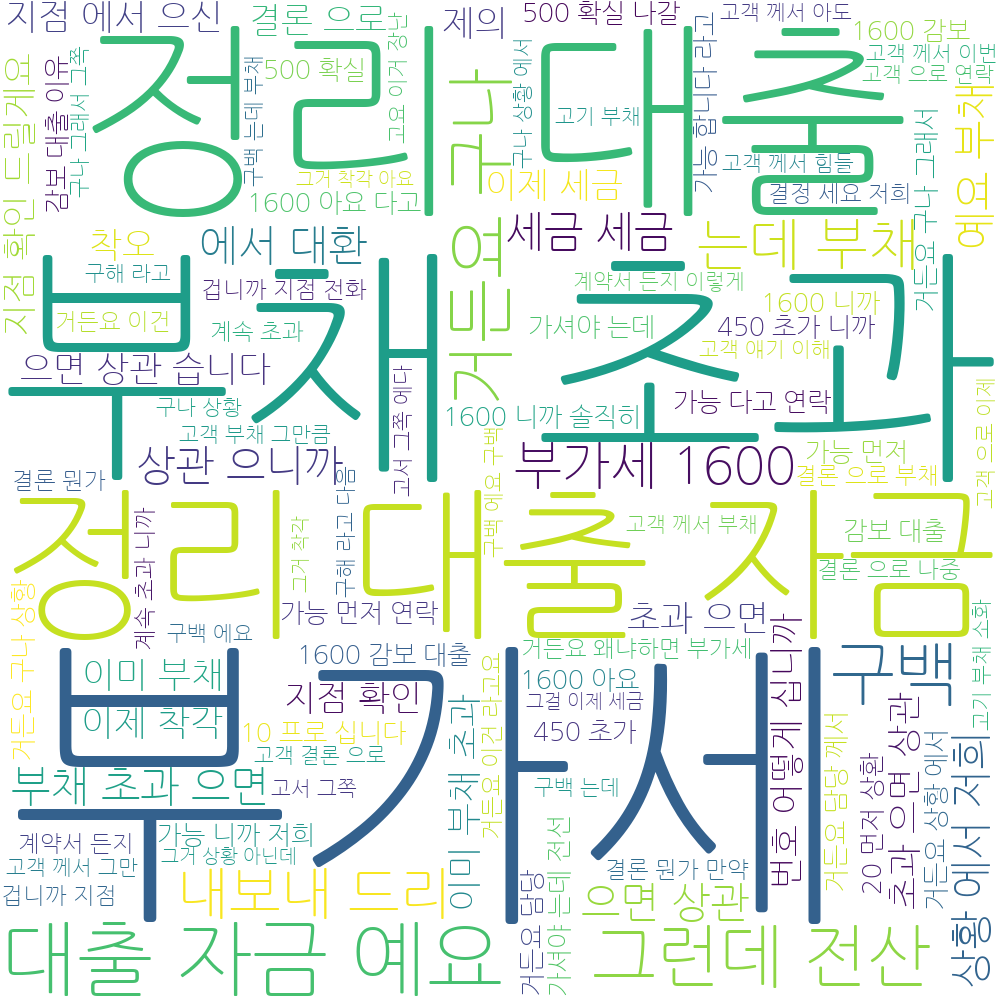 지점 에서 으신
결론 으로
제의
500 확실 나갈
고객 께서 아도
1600 감보
정리 대출
500 확실
고객 께서 이번
고객 으로 연락
고기 부채
그거 착각 아요
고객 께서 힘들
이제 세금
결정 세요 저희
1600 아요 다고
지점 확인 드릴게요
감보 대출 이유
구나 그래서 그쪽
구백 는데 부채
고요 이거 장난
구나
구나 상황 에서
가능 합니다 라고
거든요 구나 그래서
예요 부채
착오
에서 대환
거든요
세금 세금
는데 부채
구해 라고
겁니까 지점 전화
계약서 든지 이렇게
1600 니까
거든요 이건
계속 초과
가셔야 는데
450 초가 니까
고객 얘기 이해
부채 초과
으면 상관 습니다
구나 상황
고객 부채 그만큼
고서 그쪽 에다
1600 니까 솔직히
가능 다고 연락
고객 으로 이제
상관 으니까
부가세 1600
가능 먼저
결론 으로 부채
결론 뭔가
구해 라고 다음
구백 에요 구백
정리 대출 자금
계속 초과 니까
그거 착각
고객 께서 부채
감보 대출
결론 으로 나중
거든요 구나 상황
가능 먼저 연락
초과 으면
구백 에요
거든요 왜냐하면 부가세
고기 부채 소화
부가세
1600 감보 대출
이미 부채
지점 확인
1600 아요
그걸 이제 세금
구백
이제 착각
10 프로 십니다
450 초가
고객 결론 으로
이미 부채 초과
거든요 이건 라고요
번호 어떻게 십니까
거든요 담당 께서
20 먼저 상환
초과 으면 상관
거든요 상황 에서
상황 에서 저희
부채 초과 으면
고서 그쪽
구백 는데
계약서 든지
가능 니까 저희
그거 상황 아닌데
고객 께서 그만
결론 뭔가 만약
겁니까 지점
내보내 드리
거든요 담당
가셔야 는데 전선
으면 상관
대출 자금 예요
그런데 전산